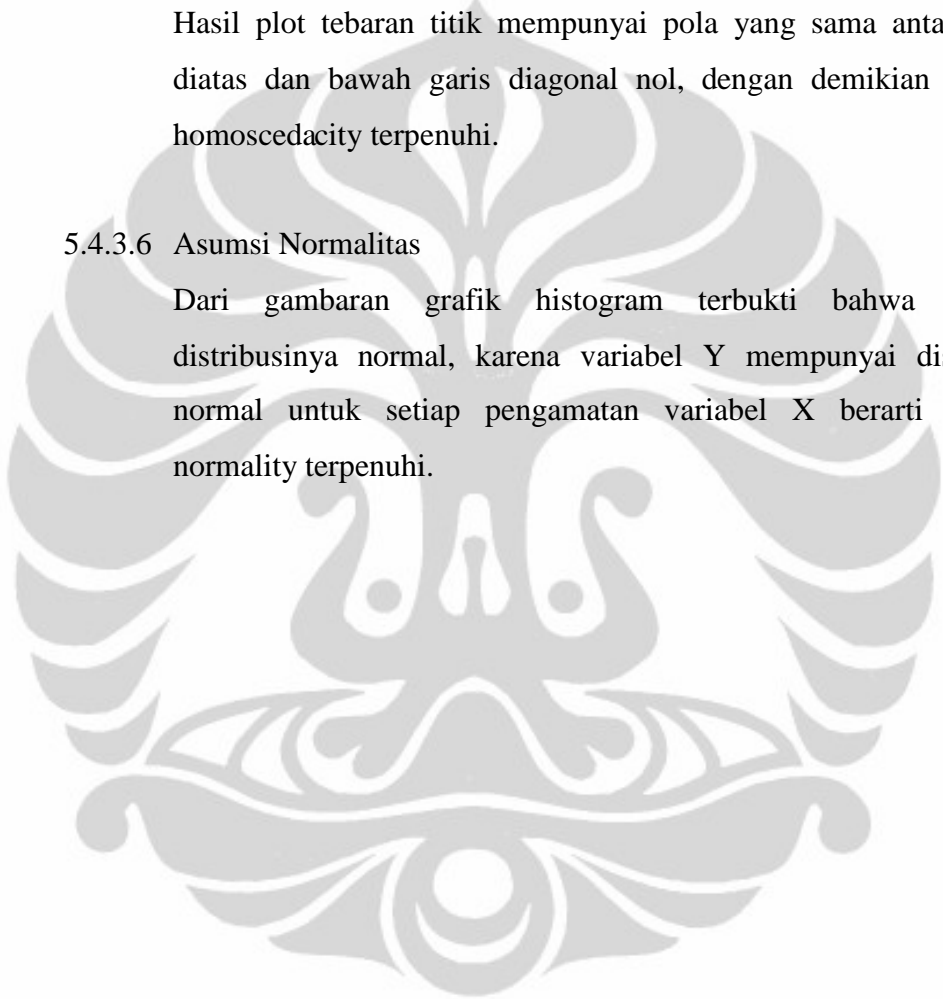 Hasil plot tebaran titik mempunyai pola yang sama anta
diatas dan bawah garis diagonal nol, dengan demikian
homoscedacity terpenuhi.
5.4.3.6 Asumsi Normalitas
Dari gambaran grafik histogram terbukti bahwa
distribusinya normal, karena variabel Y mempunyai di
normal untuk setiap pengamatan variabel X berarti
normality terpenuhi.